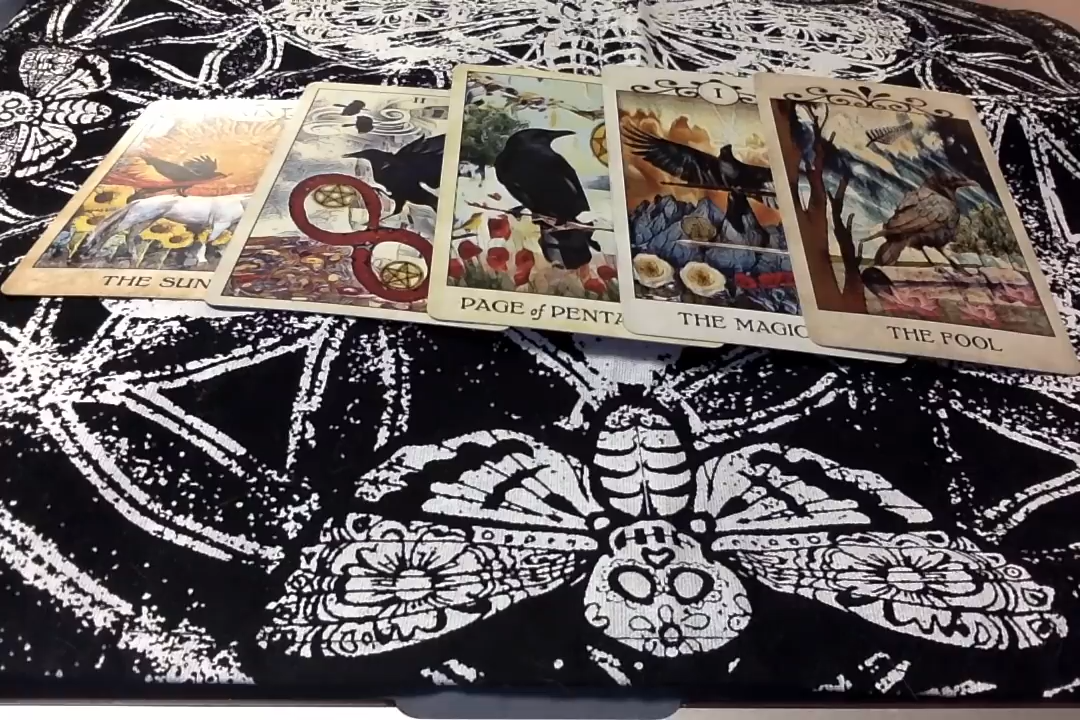 THE SUN
II
PAGE of PENTA
I
THE MAGIC
THE FOOL